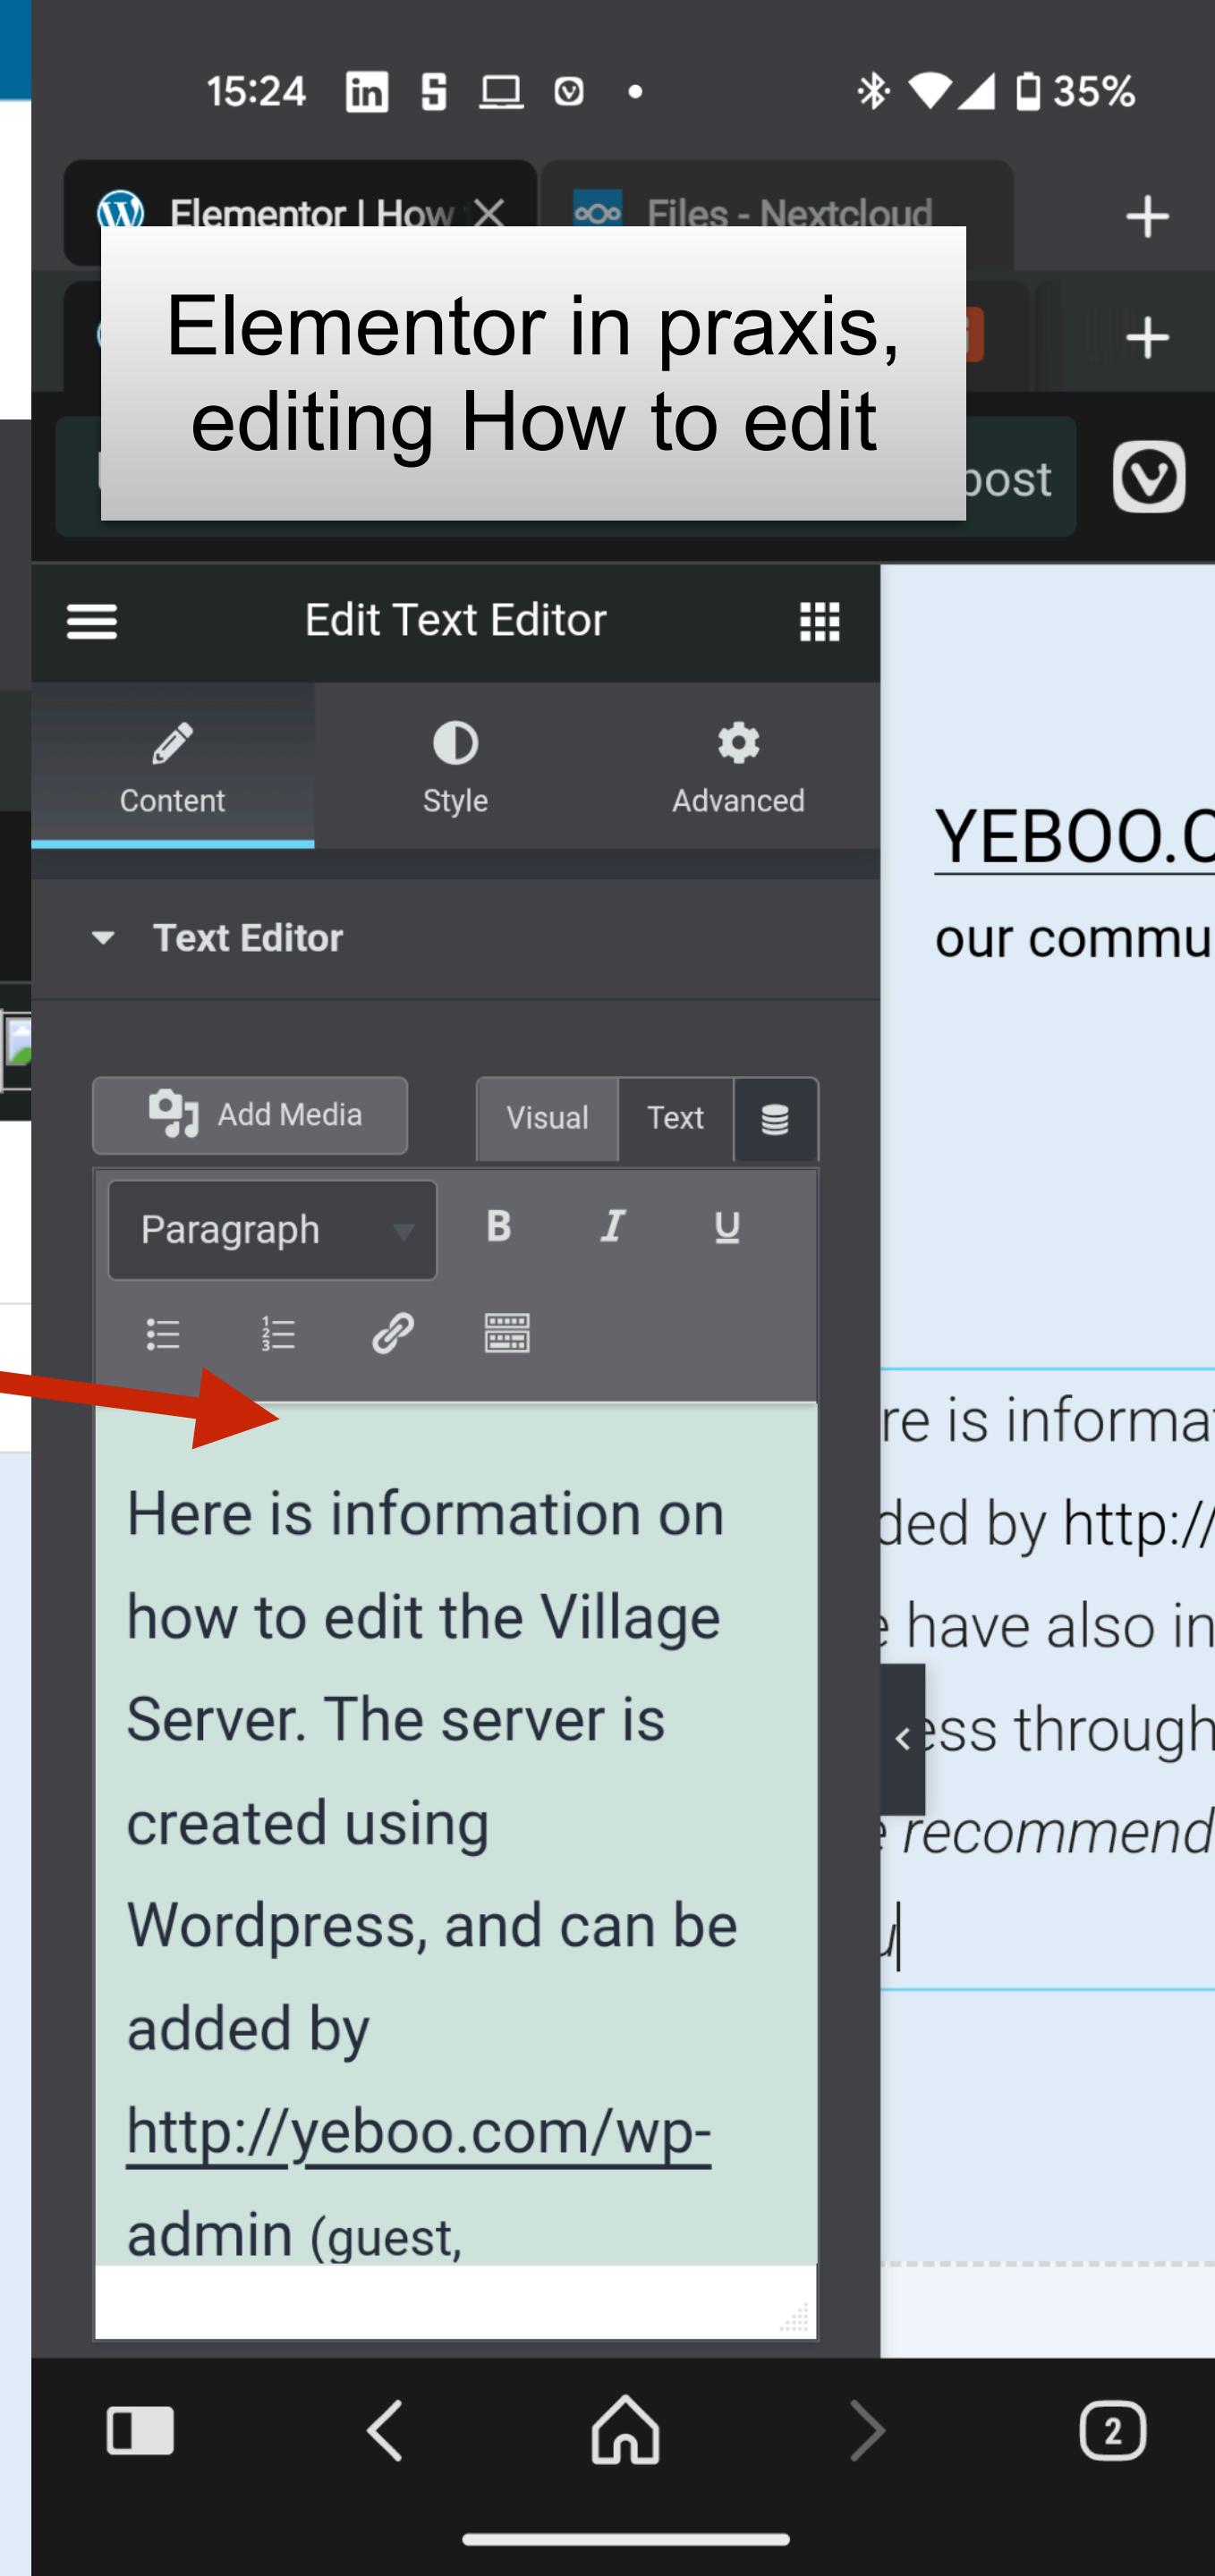 15:24
35%
Elementor | How
Files - Nextcloud
Elementor in praxis,
editing How to edit
post
Edit Text Editor
Content
Style
Advanced
YEBOO.C
our commu
Text Editor
Add Media
Visual
Text
Paragraph
B
I
U
Here is information on
how to edit the Village
Server. The server is
created using
Wordpress, and can be
added by
http://yeboo.com/wp-
admin (guest,
re is informa
ded by http://
have also in
ess through
recommend
2